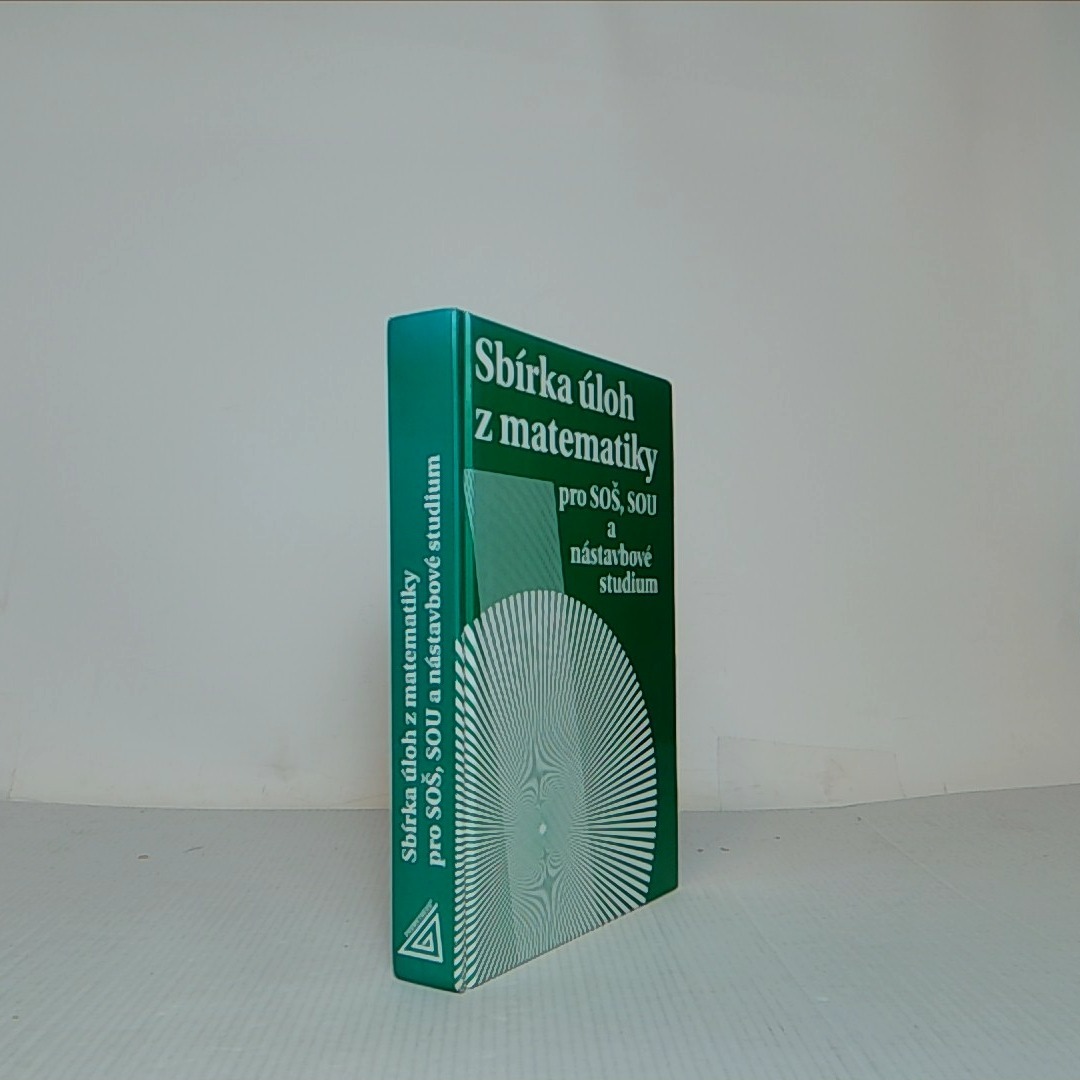 Sbírka úloh
z matematiky
pro SOŠ, SOU
a
nástavbové
studium
Sbírka úloh z matematiky
pro SOŠ, SOU a nástavbové studium